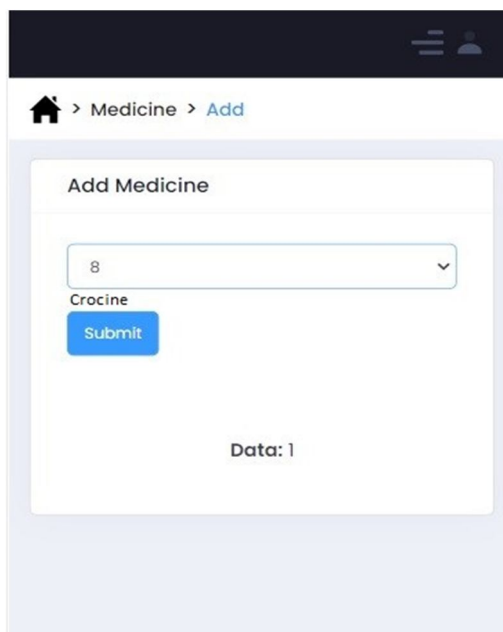 > Medicine > Add
Add Medicine
8
Crocine
Submit
Data: 1